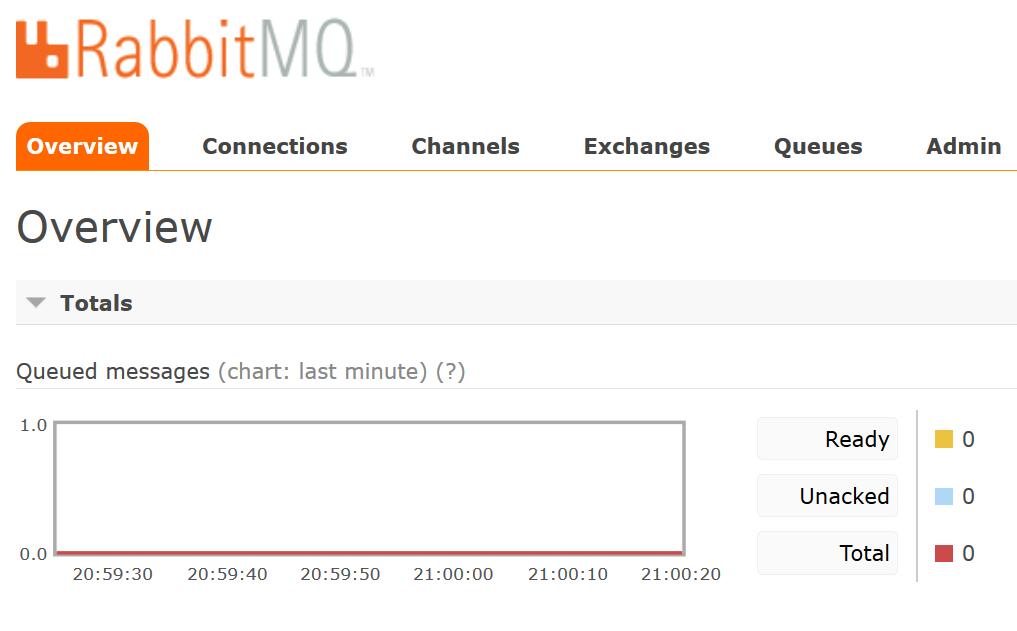 RabbitMQ™
Overview Connections Channels Exchanges Queues Admin
Overview
Totals
Queued messages (chart: last minute) (?)
1.0
0.0
20:59:30 20:59:40 20:59:50 21:00:00 21:00:10 21:00:20
Ready 0
Unacked 0
Total 0